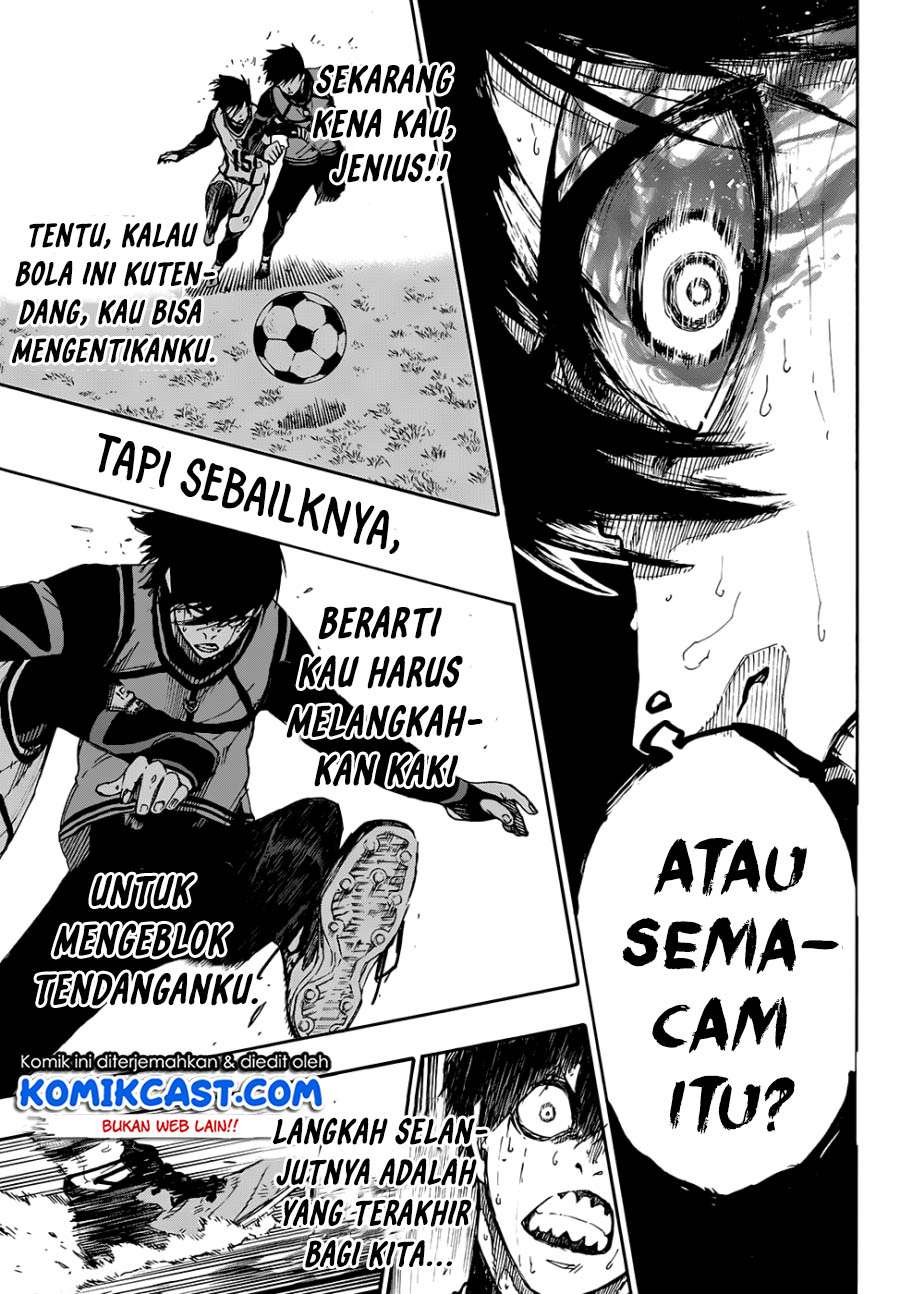 ATAU
SEMA-
CAM
ITU?
SEKARANG
KENA KAU,
JENIUS!!
15
TENTU, KALAU
BOLA INI KUTEN-
DANG, KAU BISA
MENGENTIKANKU.
TAPI SEBAILKNYA,
BERARTI
KAU HARUS
MELANGKAH-
KAN KAKI
UNTUK
MENGEBLOK
TENDANGANKU.
Komik ini diterjemahkan & diedit oleh
KOMIKCAST.COM
BUKAN WEB LAIN!!
LANGKAH SELAN-
JUTNYA ADALAH
YANG TERAKHIR
BAGI KITA...